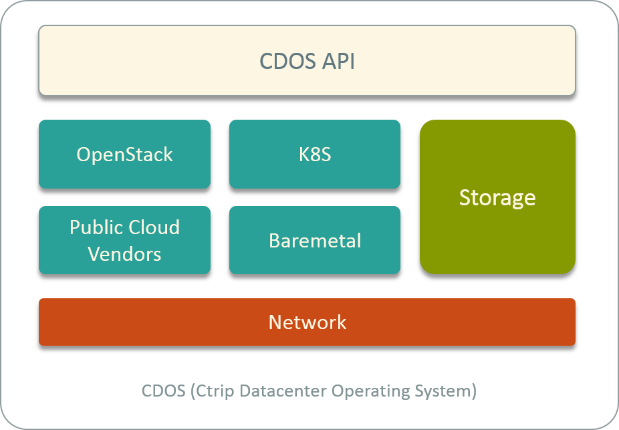 CDOS API
OpenStack
K8S
Storage
Public Cloud
Vendors
Baremetal
Network
CDOS (Ctrip Datacenter Operating System)